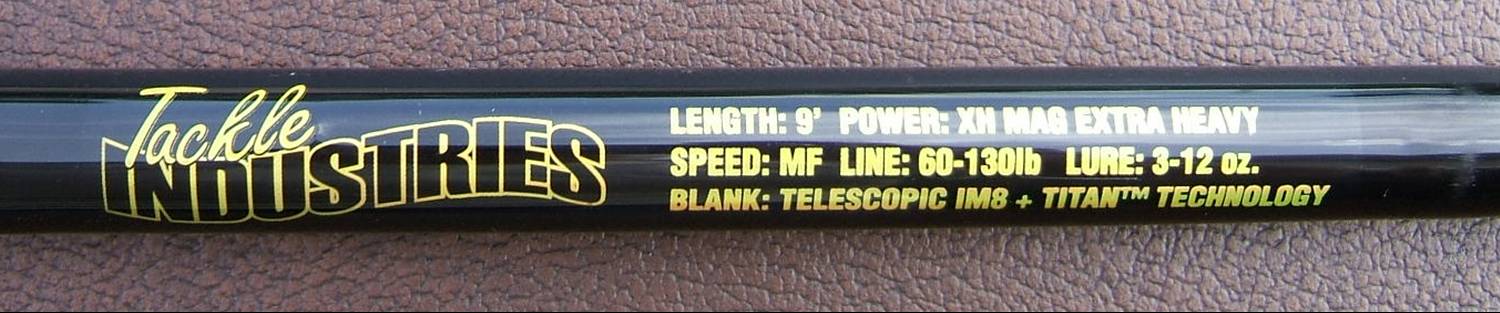 Tackle
INDUSTRIES
LENGTH: 9' POWER: XH MAG EXTRA HEAVY
SPEED: MF LINE: 60-130lb LURE: 3-12 oz.
BLANK: TELESCOPIC IM8 + TITAN™ TECHNOLOGY